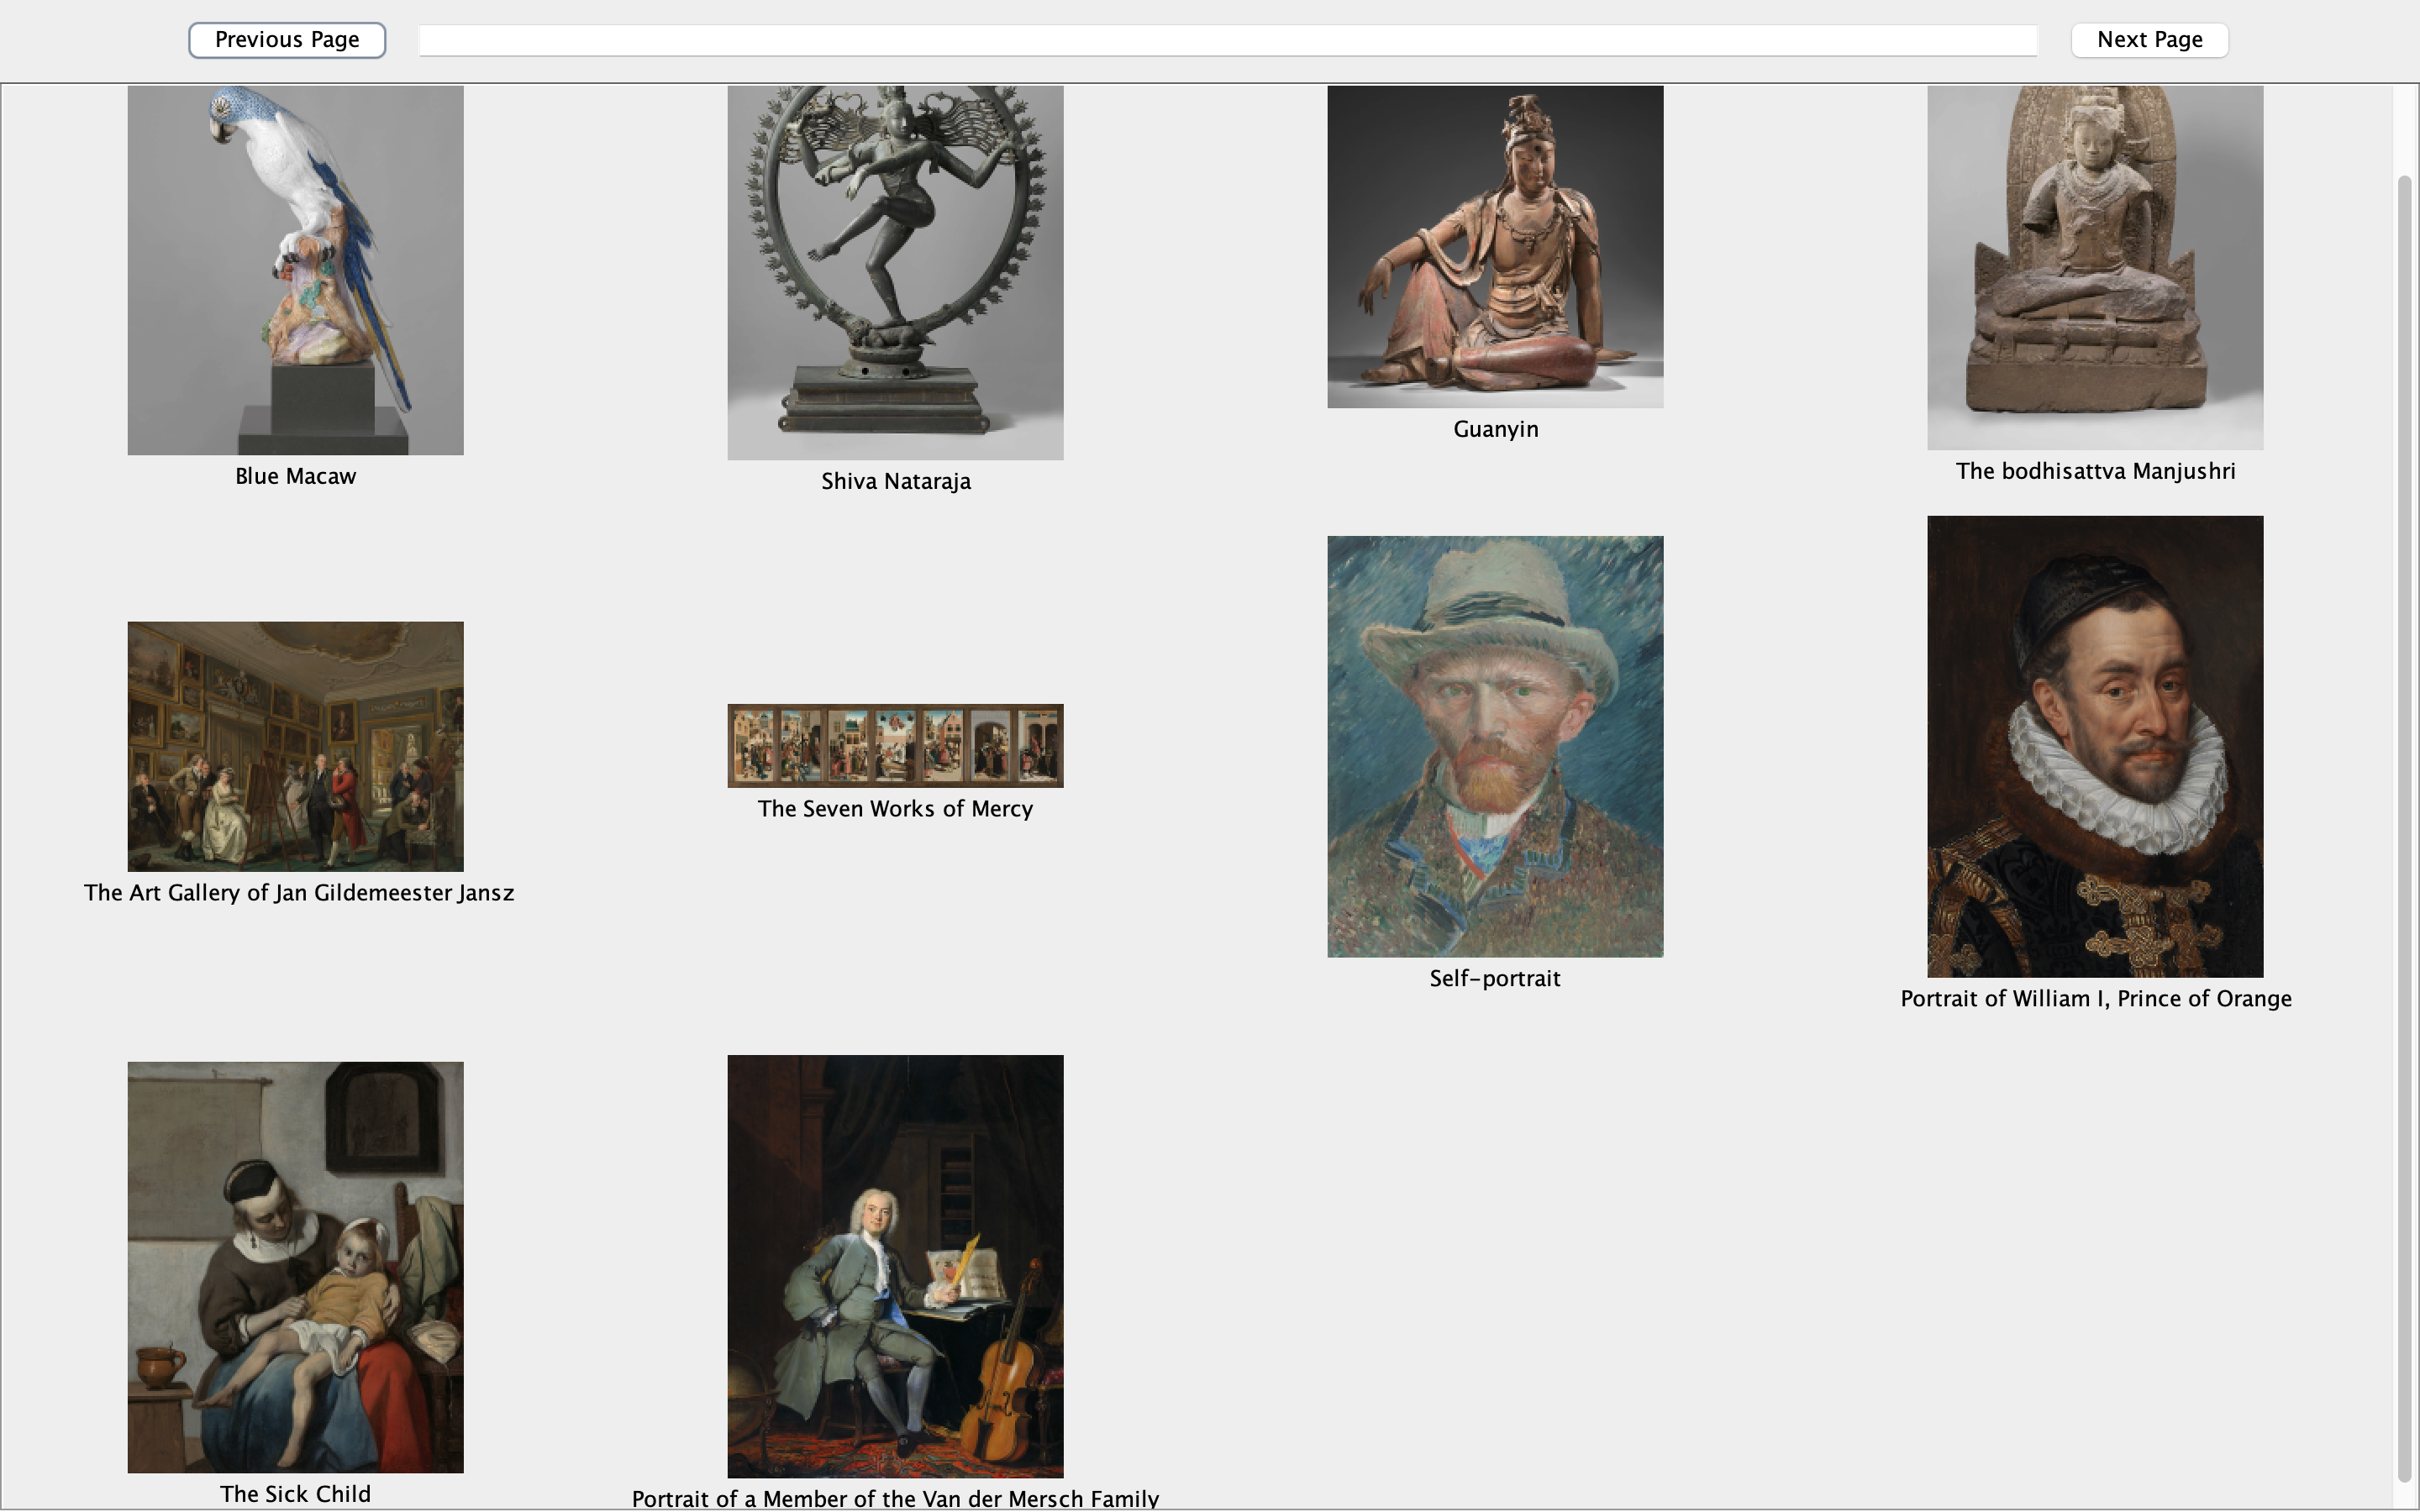 Previous Page
Next Page
Blue Macaw
Shiva Nataraja
Guanyin
The bodhisattva Manjushri
The Art Gallery of Jan Gildemeester Jansz
The Seven Works of Mercy
Self-portrait
Portrait of William I, Prince of Orange
The Sick Child
Portrait of a Member of the Van der Mersch Family